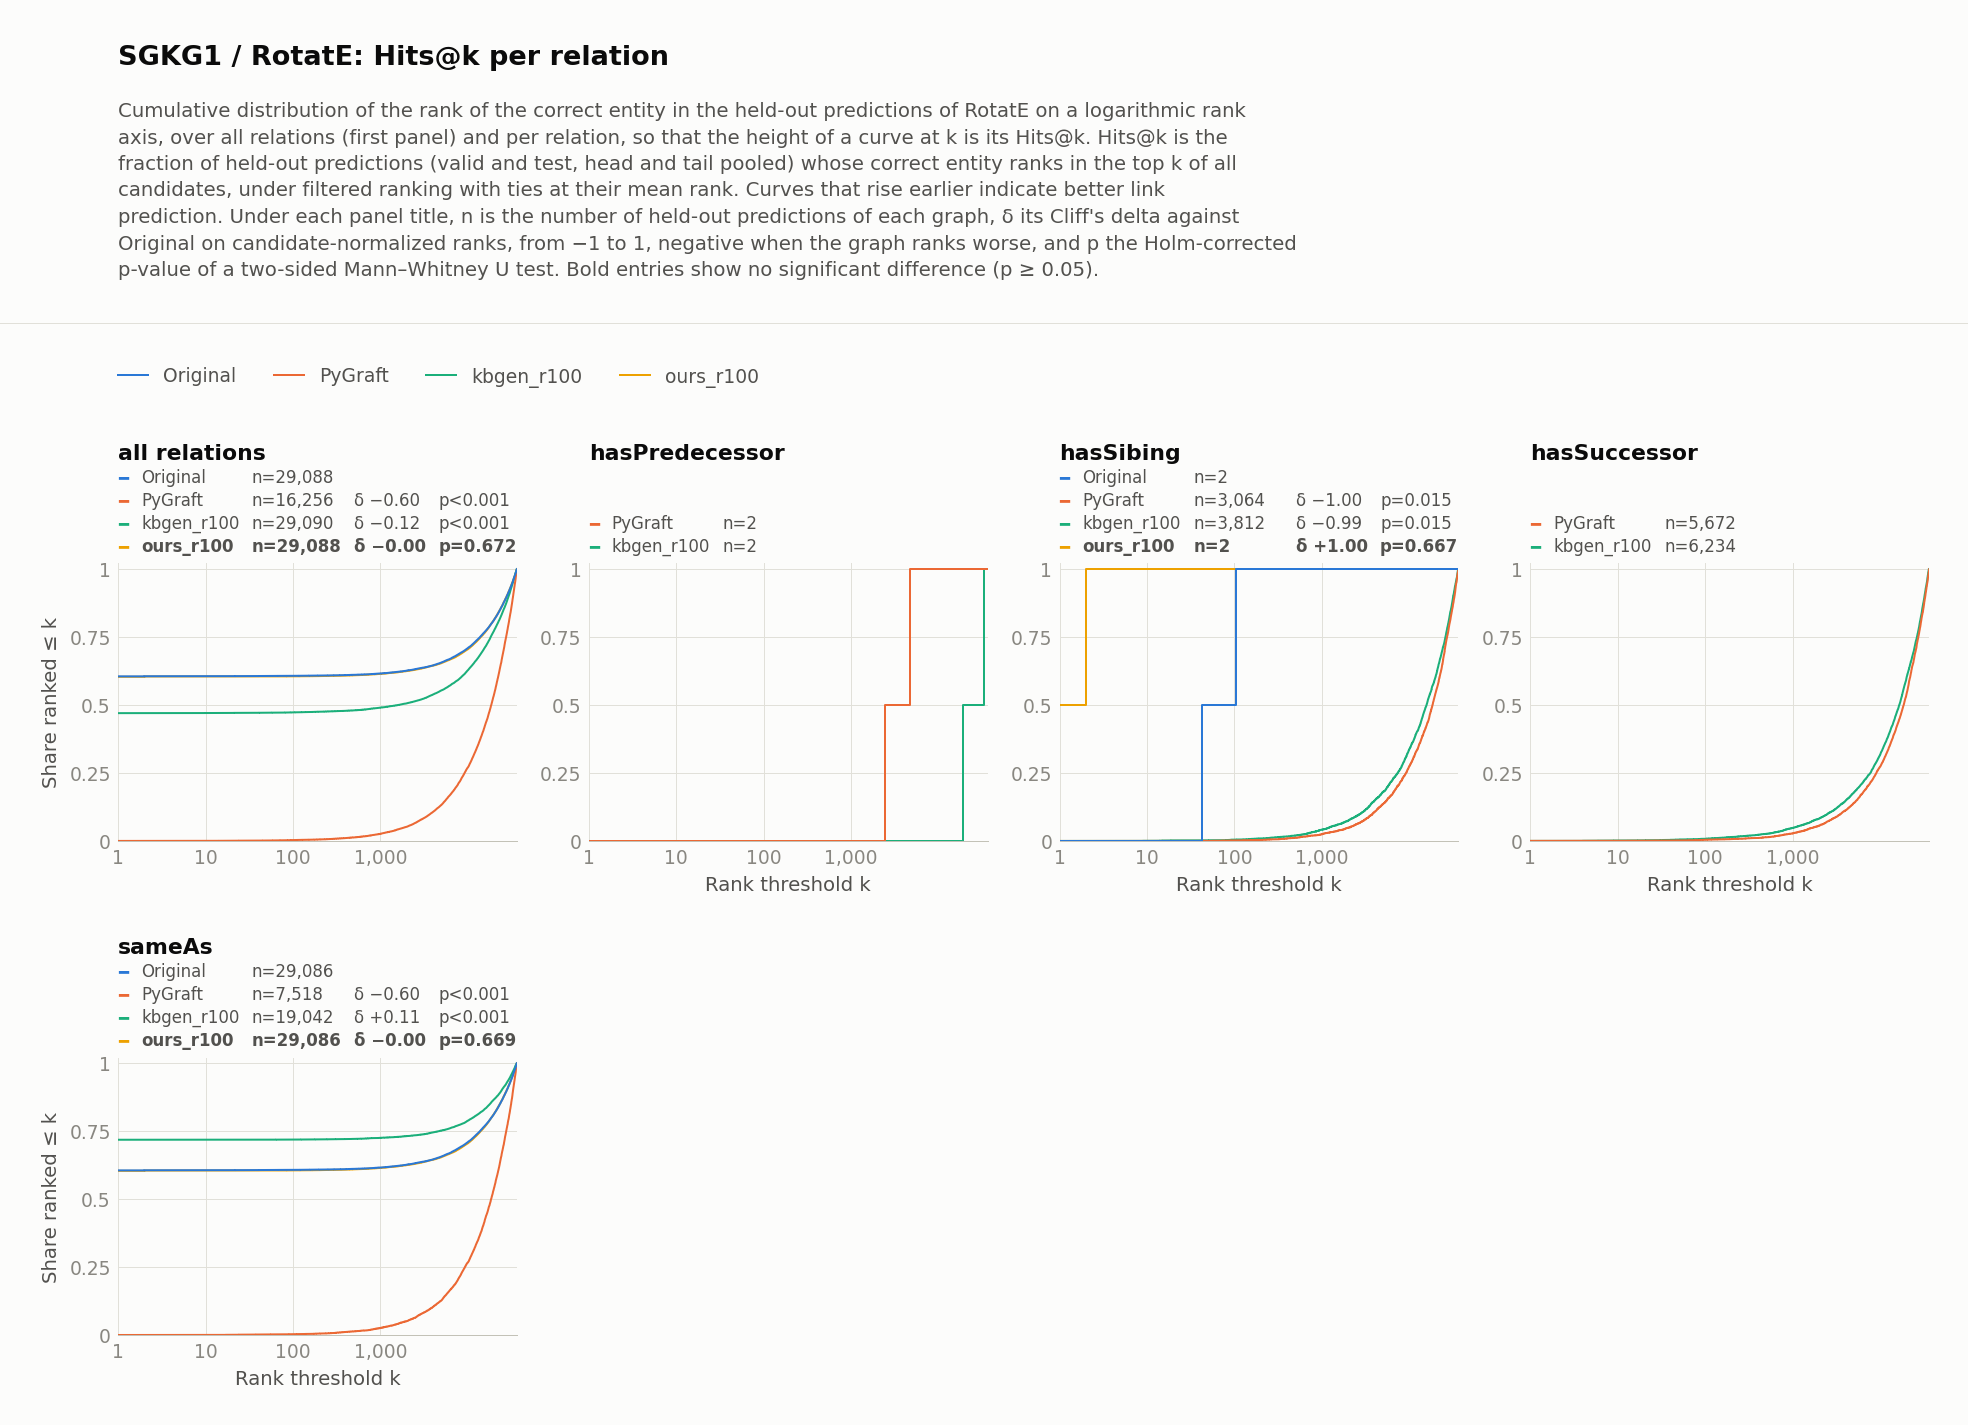 SGKG1 / RotatE: Hits@k per relation
Cumulative distribution of the rank of the correct entity in the held-out predictions of RotatE on a logarithmic rank
axis, over all relations (first panel) and per relation, so that the height of a curve at k is its Hits@k. Hits@k is the
fraction of held-out predictions (valid and test, head and tail pooled) whose correct entity ranks in the top k of all
candidates, under filtered ranking with ties at their mean rank. Curves that rise earlier indicate better link
prediction. Under each panel title, n is the number of held-out predictions of each graph, δ its Cliff's delta against
Original on candidate-normalized ranks, from −1 to 1, negative when the graph ranks worse, and p the Holm-corrected
p-value of a two-sided Mann–Whitney U test. Bold entries show no significant difference (p ≥ 0.05).
Original PyGraft kbgen_r100 ours_r100
all relations
Original n=29,088
PyGraft n=16,256 δ −0.60 p<0.001
kbgen_r100 n=29,090 δ −0.12 p<0.001
ours_r100 n=29,088 δ −0.00 p=0.672
1
0.75
0.5
0.25
0
1 10 100 1,000
Share ranked ≤ k
hasPredecessor
PyGraft n=2
kbgen_r100 n=2
1
0.75
0.5
0.25
0
1 10 100 1,000
Rank threshold k
hasSibing
Original n=2
PyGraft n=3,064 δ −1.00 p=0.015
kbgen_r100 n=3,812 δ −0.99 p=0.015
ours_r100 n=2 δ +1.00 p=0.667
1
0.75
0.5
0.25
0
1 10 100 1,000
Rank threshold k
hasSuccessor
PyGraft n=5,672
kbgen_r100 n=6,234
1
0.75
0.5
0.25
0
1 10 100 1,000
Rank threshold k
sameAs
Original n=29,086
PyGraft n=7,518 δ −0.60 p<0.001
kbgen_r100 n=19,042 δ +0.11 p<0.001
ours_r100 n=29,086 δ −0.00 p=0.669
1
0.75
0.5
0.25
0
1 10 100 1,000
Share ranked ≤ k
Rank threshold k